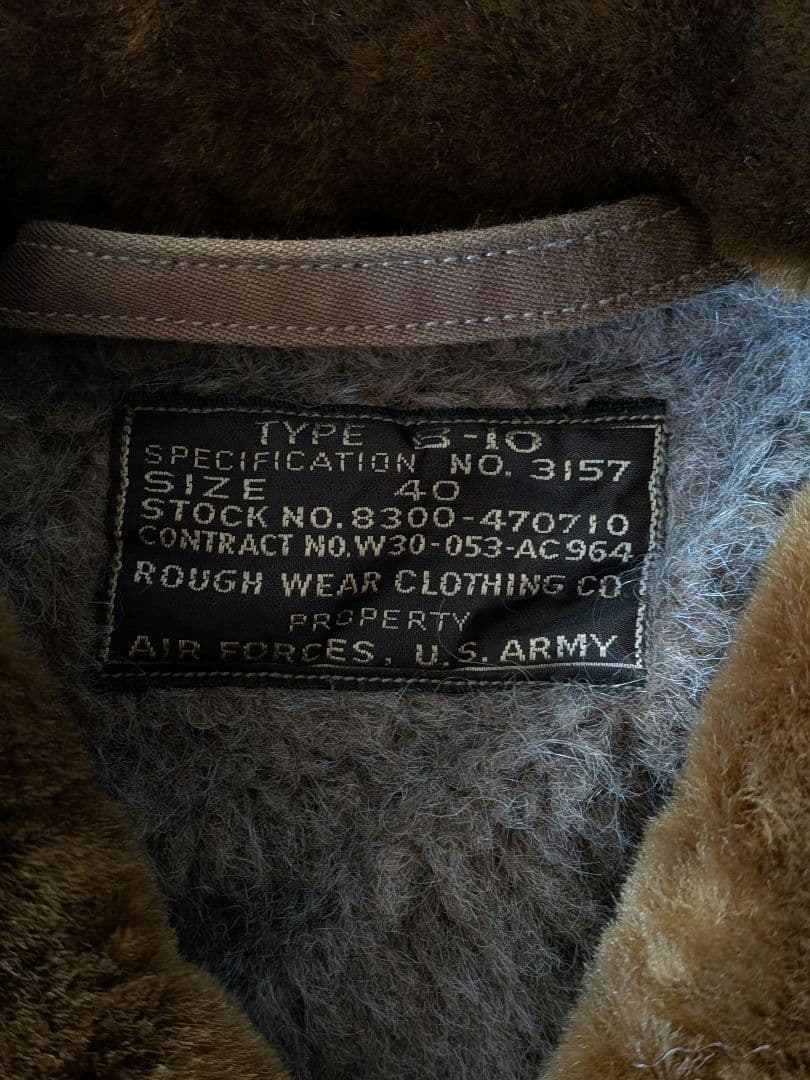 TYPE B-10
SPECIFICATION NO. 3157
SIZE 40
STOCK NO. 8300-470710
CONTRACT NO. W30-053-AC964
ROUGH WEAR CLOTHING CO.
PROPERTY
AIR FORCES, U.S. ARMY